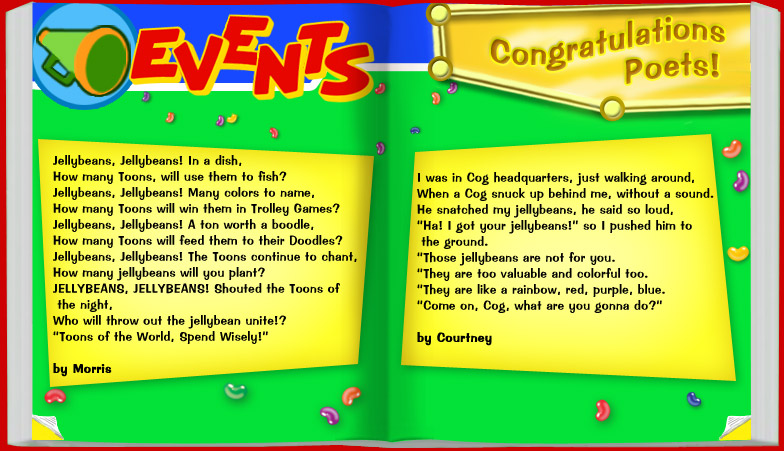 EVENTS
Congratulations
Poets!
Jellybeans, Jellybeans! In a dish,
How many Toons, will use them to fish?
Jellybeans, Jellybeans! Many colors to name,
How many Toons will win them in Trolley Games?
Jellybeans, Jellybeans! A ton worth a boodle,
How many Toons will feed them to their Doodles?
Jellybeans, Jellybeans! The Toons continue to chant,
How many jellybeans will you plant?
JELLYBEANS, JELLYBEANS! Shouted the Toons of
the night,
Who will throw out the jellybean unite!?
"Toons of the World, Spend Wisely!"
by Morris
I was in Cog headquarters, just walking around,
When a Cog snuck up behind me, without a sound.
He snatched my jellybeans, he said so loud,
"Ha! I got your jellybeans!" so I pushed him to
the ground.
"Those jellybeans are not for you.
"They are too valuable and colorful too.
"They are like a rainbow, red, purple, blue.
"Come on, Cog, what are you gonna do?"
by Courtney